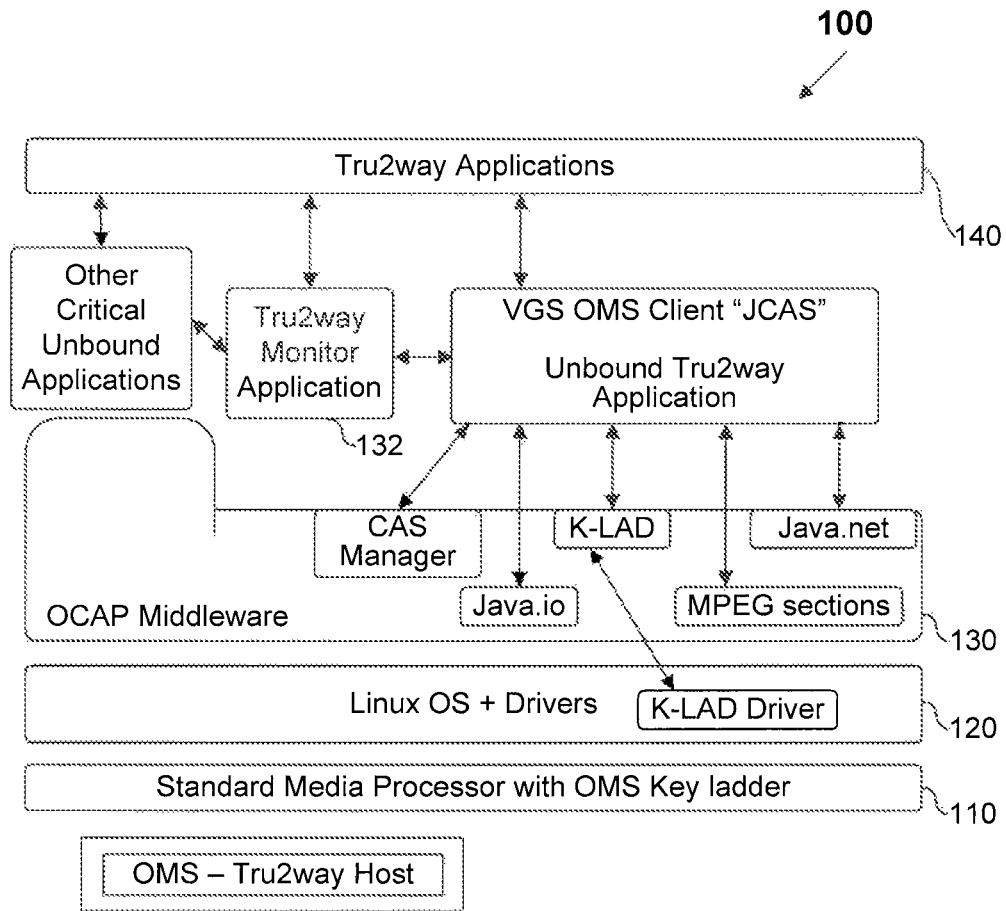 100
Tru2way Applications
140
Other
Critical
Unbound
Applications
Tru2way
Monitor
Application
132
VGS OMS Client “JCAS”
Unbound Tru2way
Application
CAS
Manager
K-LAD
Java.net
OCAP Middleware
Java.io
MPEG sections
130
Linux OS + Drivers
K-LAD Driver
120
Standard Media Processor with OMS Key ladder
110
OMS – Tru2way Host